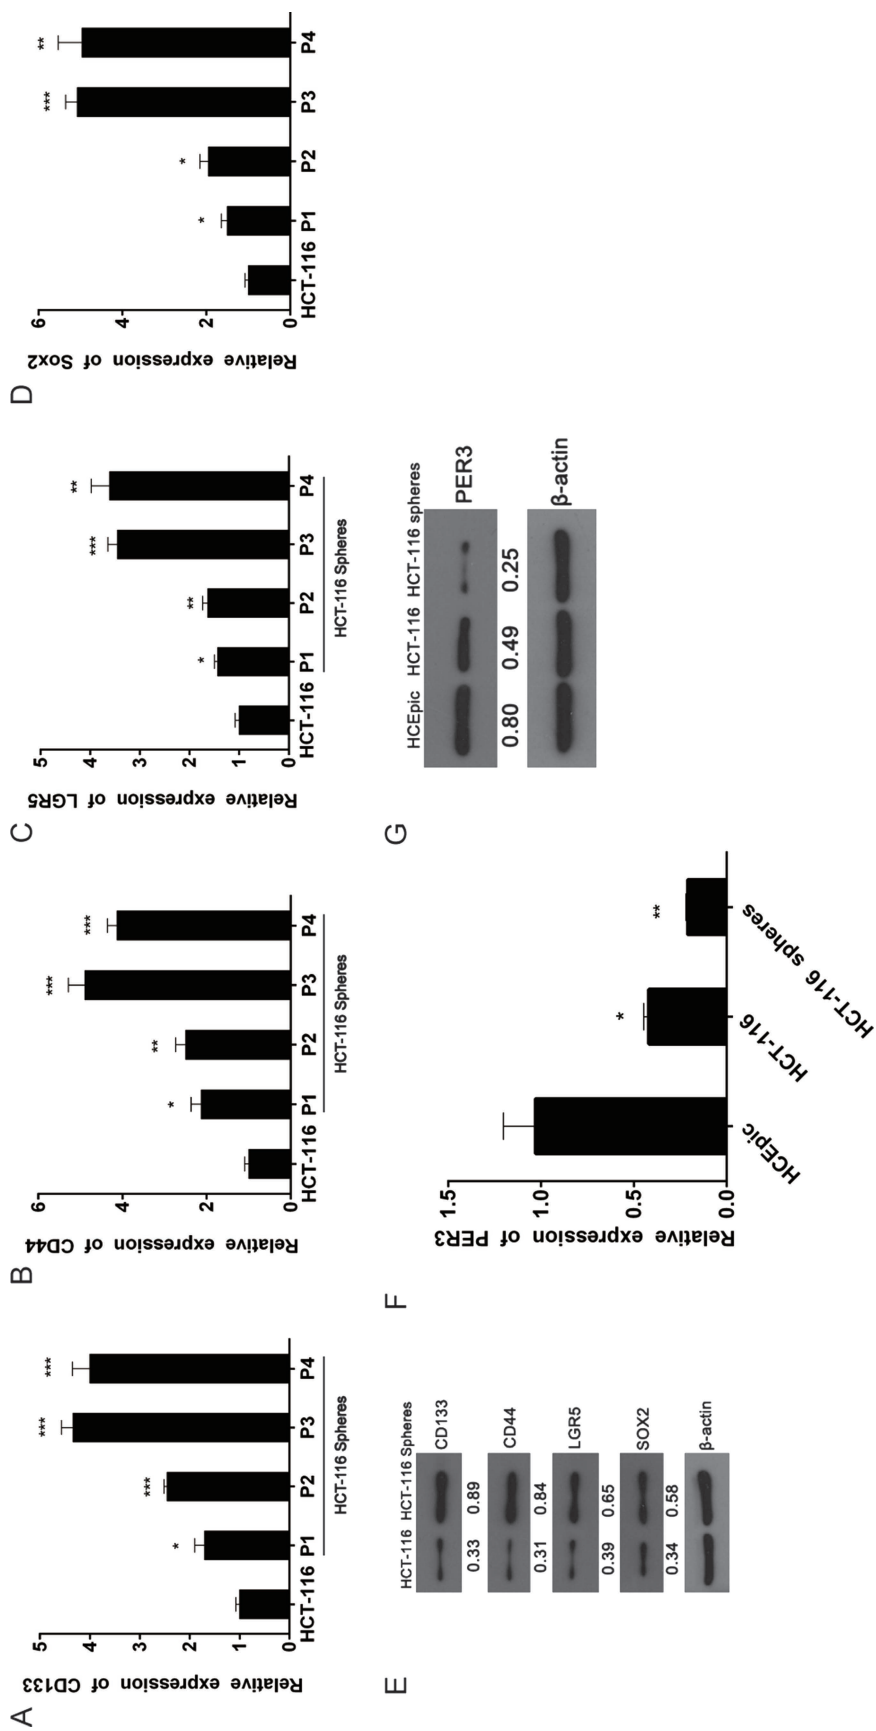 A
Relative expression of CD133
5
4
3
2
1
0
*
***
***
***
HCT-116
P1
P2
P3
P4
HCT-116 Spheres
B
Relative expression of CD44
6
4
2
0
*
**
***
***
HCT-116
P1
P2
P3
P4
HCT-116 Spheres
C
Relative expression of LGR5
5
4
3
2
1
0
*
**
***
**
HCT-116
P1
P2
P3
P4
HCT-116 Spheres
D
Relative expression of Sox2
6
4
2
0
*
*
***
**
HCT-116
P1
P2
P3
P4
E
HCT-116 HCT-116 Spheres
CD133
0.33 0.89
CD44
0.31 0.84
LGR5
0.39 0.65
SOX2
0.34 0.58
β-actin
F
Relative expression of PER3
1.5
1.0
0.5
0.0
*
**
HCEpic
HCT-116
HCT-116 spheres
G
HCEpic HCT-116 HCT-116 spheres
PER3
0.80 0.49 0.25
β-actin